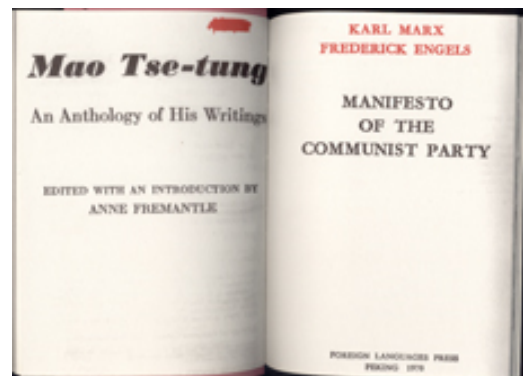 Mao Tse-tung
An Anthology of His Writings
EDITED WITH AN INTRODUCTION BY
ANNE FREMANTLE
KARL MARX
FREDERICK ENGELS
MANIFESTO
OF THE
COMMUNIST PARTY
FOREIGN LANGUAGES PRESS
PEKING 1970